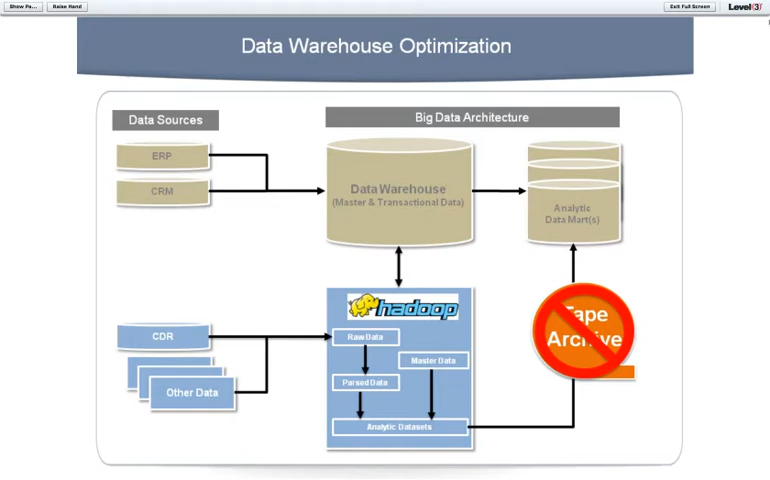 Show Pa...
Raise Hand
Exit Full Screen
Level(3)
Data Warehouse Optimization
Data Sources
Big Data Architecture
ERP
CRM
Data Warehouse
(Master & Transactional Data)
Analytic
Data Mart(s)
hadoop
CDR
Other Data
Raw Data
Master Data
Parsed Data
Analytic Datasets
Tape
Archive